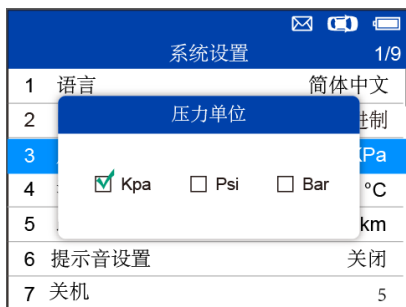 系统设置 1/9
1 语言 简体中文
2 进制
压力单位
3 KPa
Kpa Psi Bar
4 °C
5 km
6 提示音设置 关闭
7 关机 5